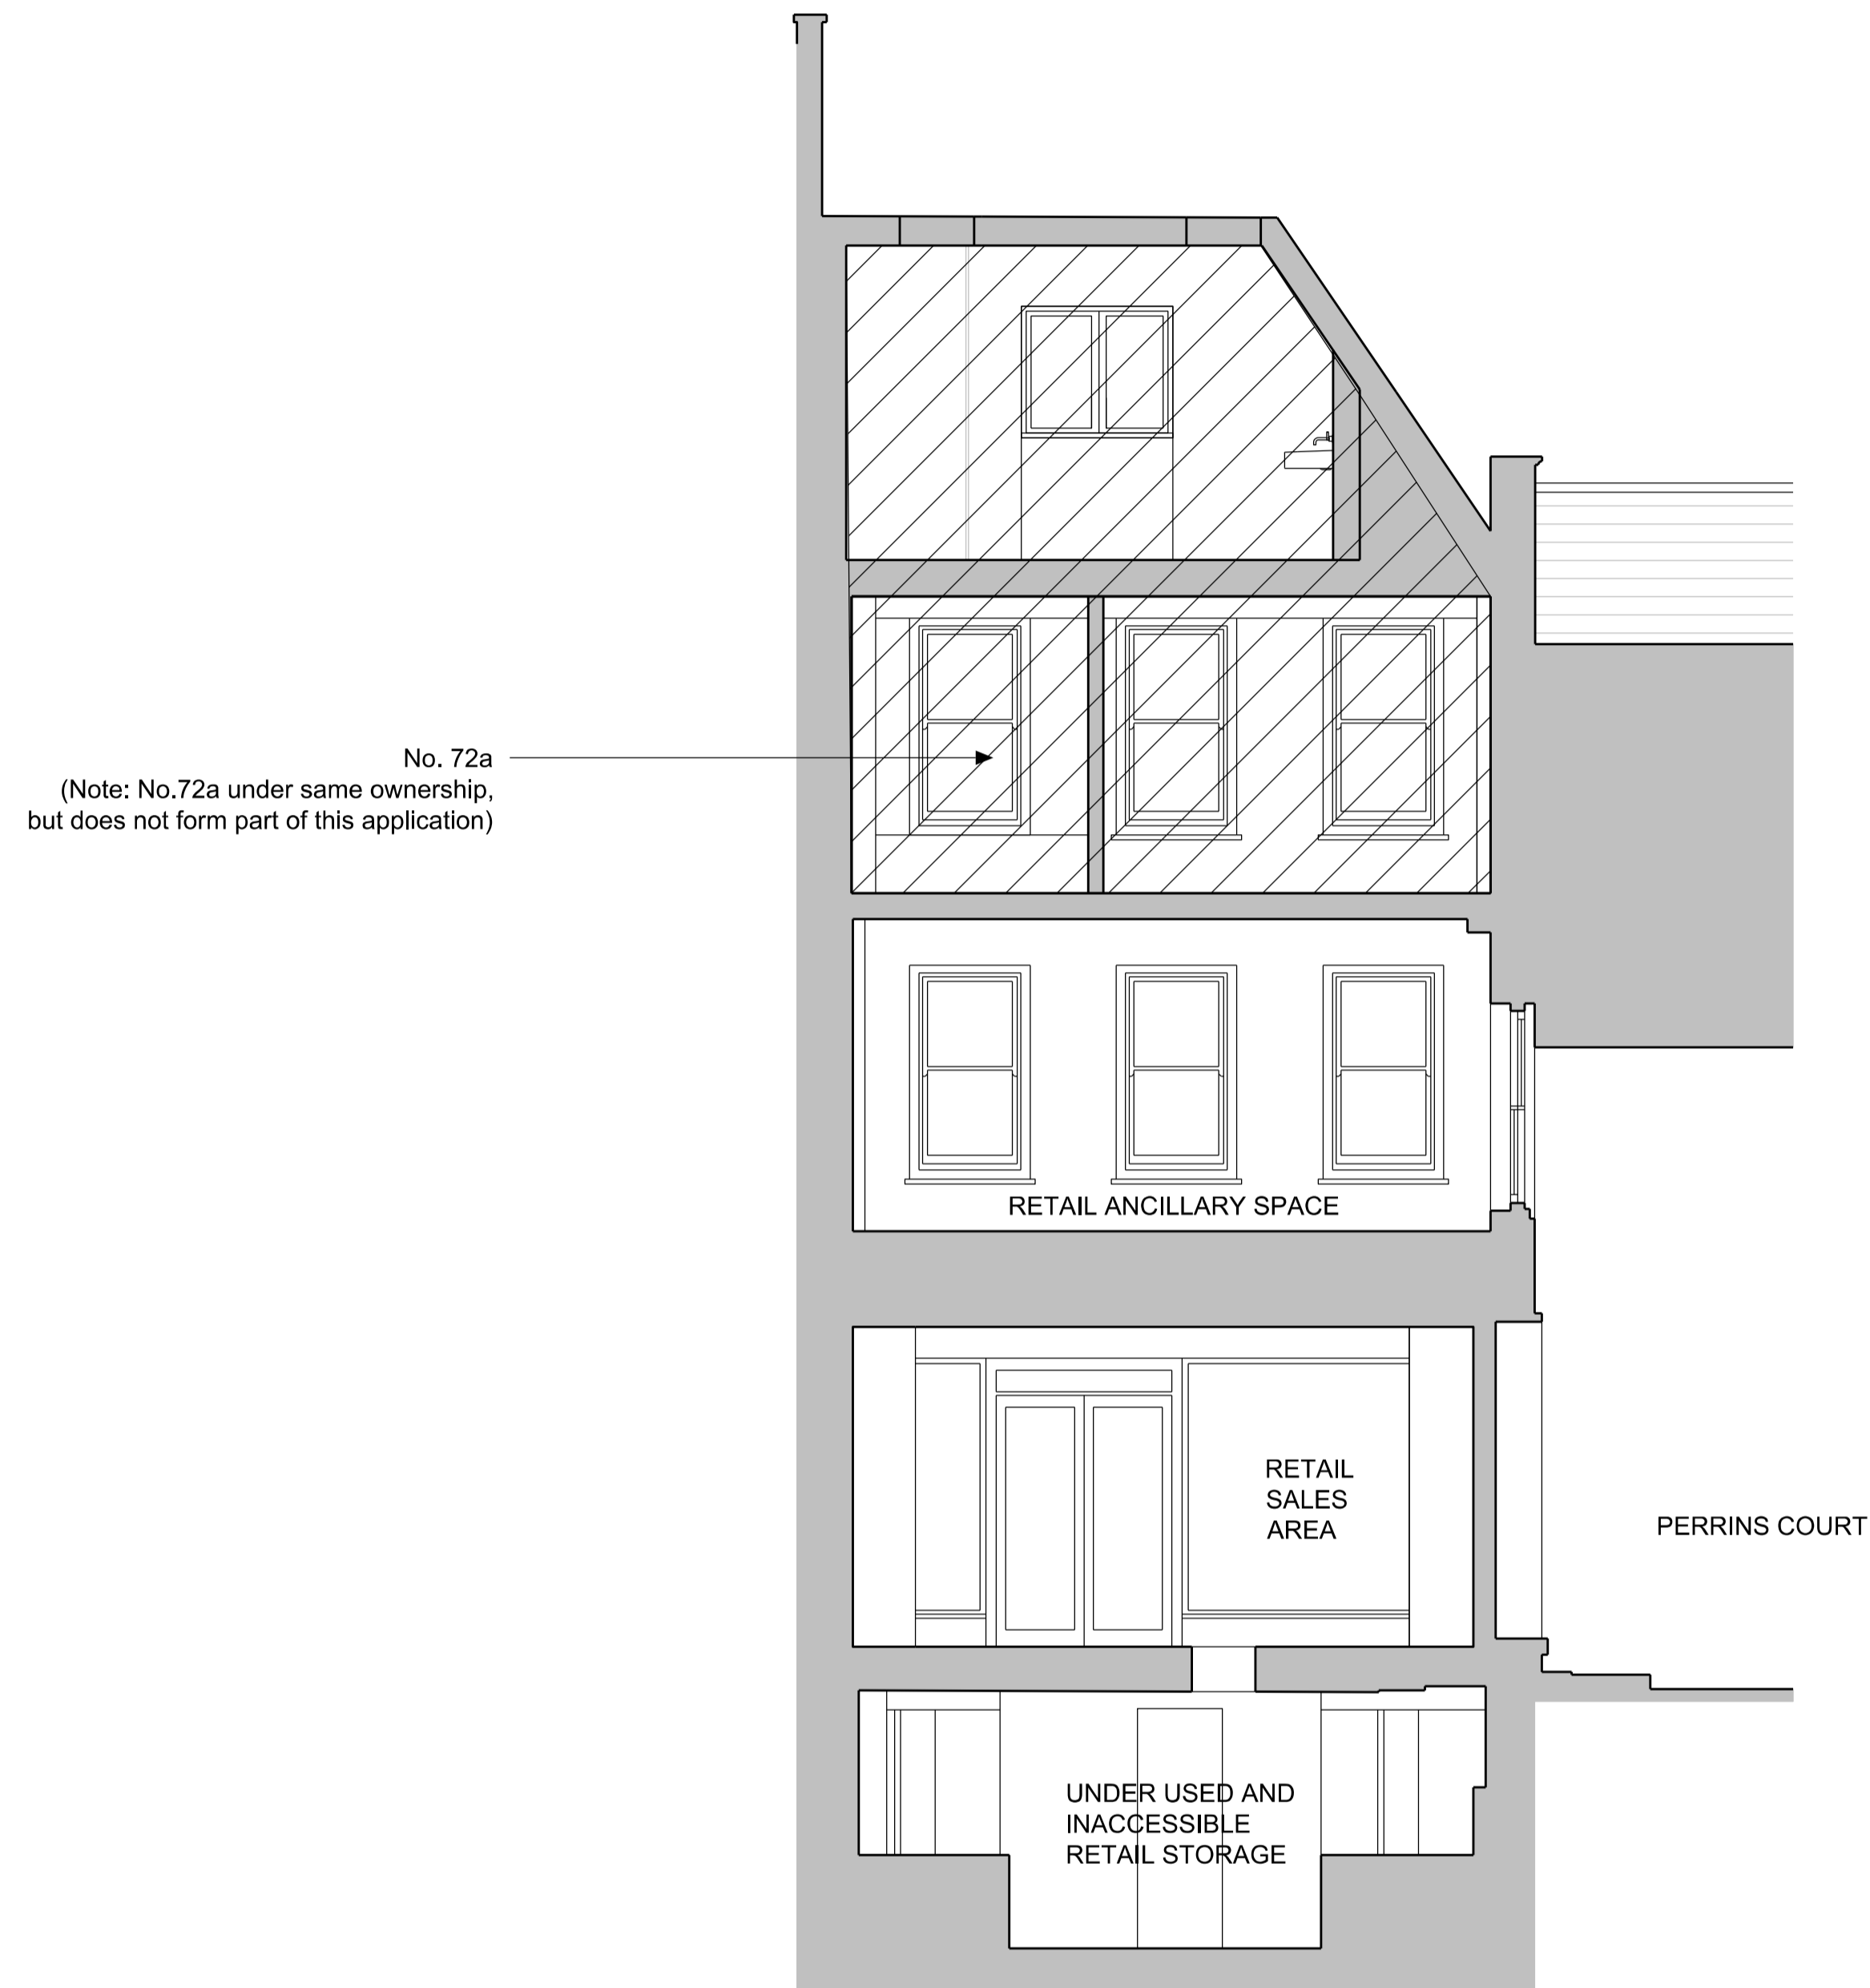 No. 72a
(Note: No.72a under same ownership,
but does not form part of this application)
RETAIL ANCILLARY SPACE
RETAIL
SALES
AREA
PERRINS COURT
UNDER USED AND
INACCESSIBLE
RETAIL STORAGE